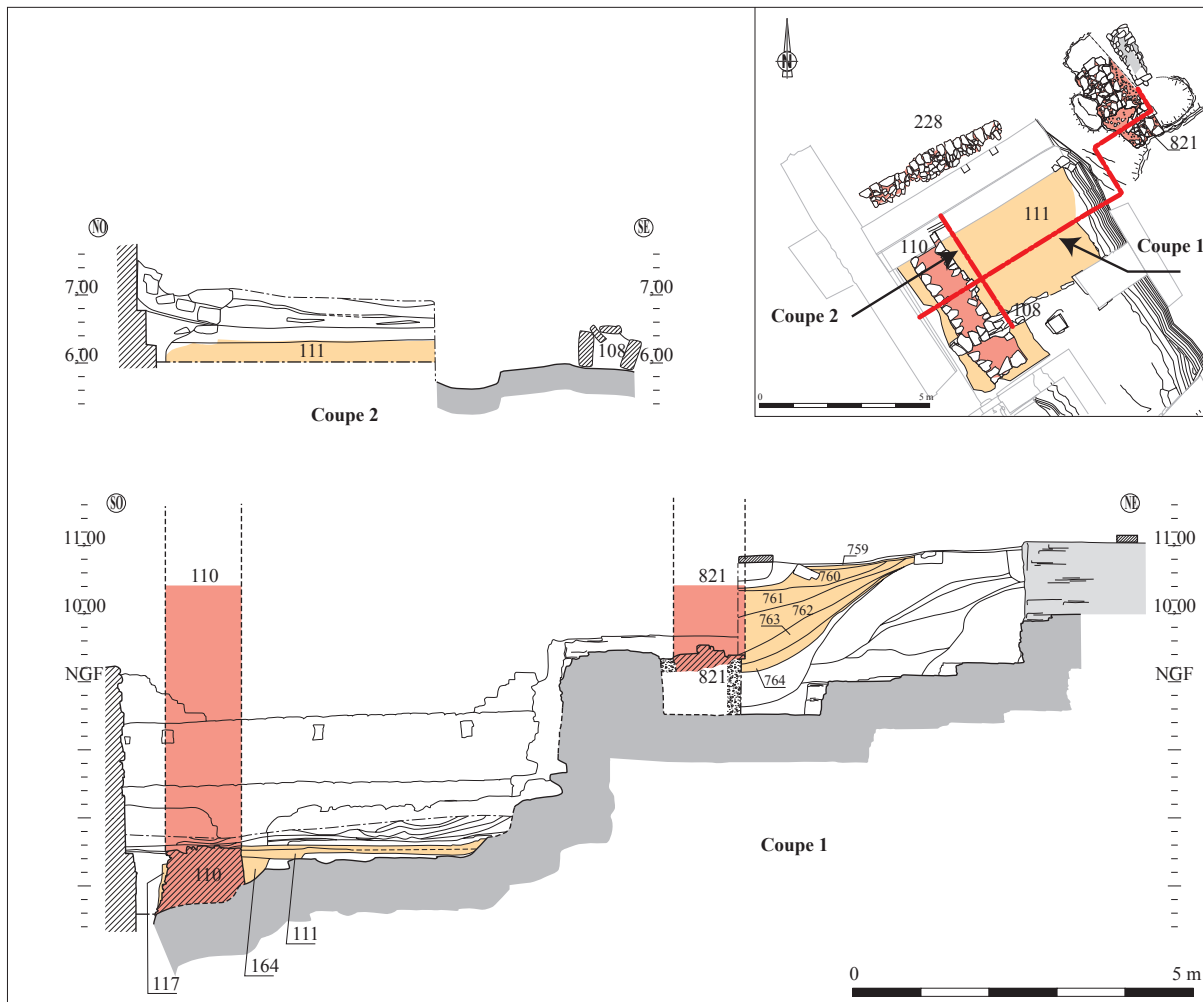 N
228
821
111
110
Coupe 1
108
Coupe 2
0 5 m
NO SE
7,00 7,00
6,00 111 108 6,00
Coupe 2
SO NE
11,00 759 11,00
110 821 760
761
10,00 762 10,00
763
NGF 821 764 NGF
Coupe 1
110
111
164
117
0 5 m